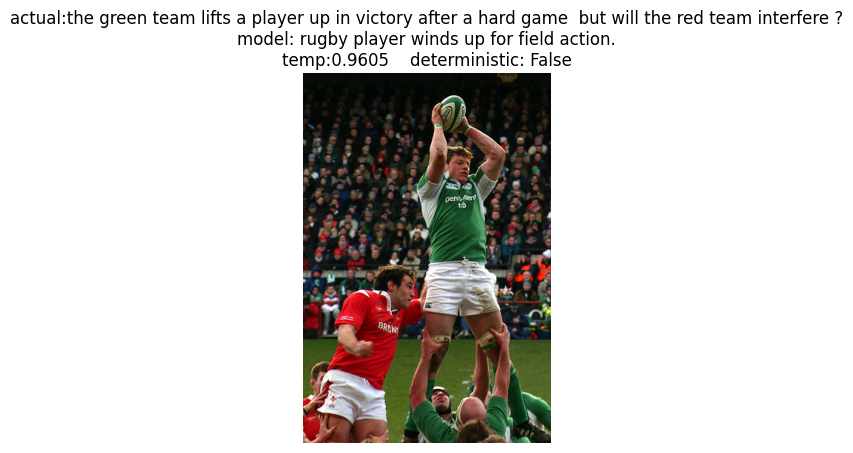 actual:the green team lifts a player up in victory after a hard game  but will the red team interfere ?
model: rugby player winds up for field action.
temp:0.9605    deterministic: False